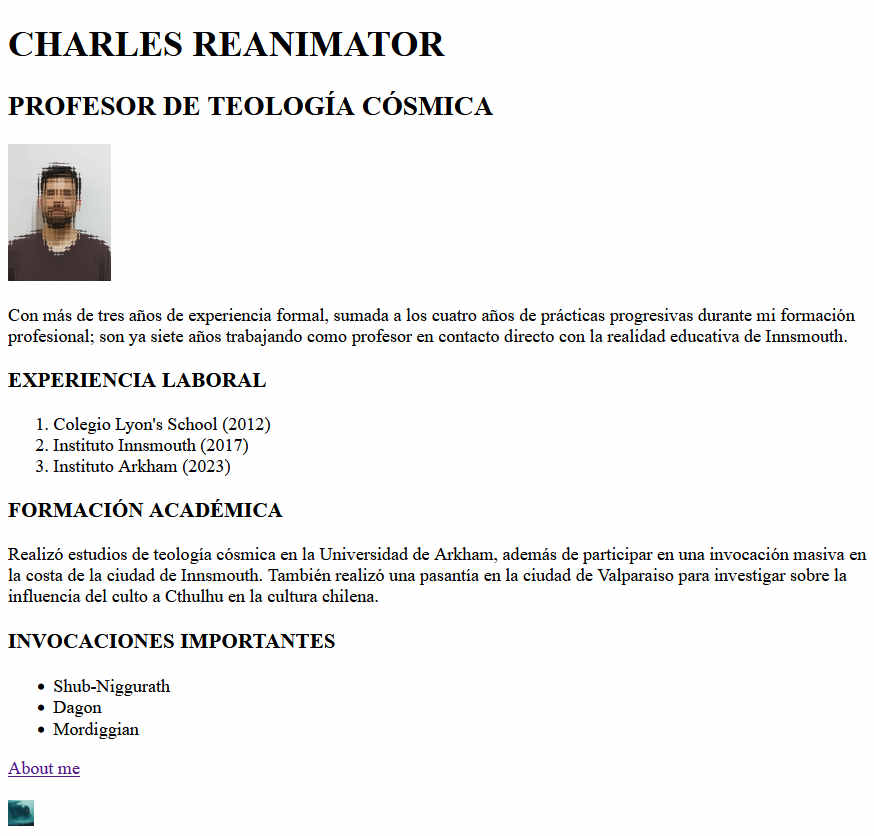 CHARLES REANIMATOR
PROFESOR DE TEOLOGÍA CÓSMICA
Con más de tres años de experiencia formal, sumada a los cuatro años de prácticas progresivas durante mi formación
profesional; son ya siete años trabajando como profesor en contacto directo con la realidad educativa de Innsmouth.
EXPERIENCIA LABORAL
1. Colegio Lyon's School (2012)
2. Instituto Innsmouth (2017)
3. Instituto Arkham (2023)
FORMACIÓN ACADÉMICA
Realizó estudios de teología cósmica en la Universidad de Arkham, además de participar en una invocación masiva en
la costa de la ciudad de Innsmouth. También realizó una pasantía en la ciudad de Valparaiso para investigar sobre la
influencia del culto a Cthulhu en la cultura chilena.
INVOCACIONES IMPORTANTES
• Shub-Niggurath
• Dagon
• Mordiggian
About me